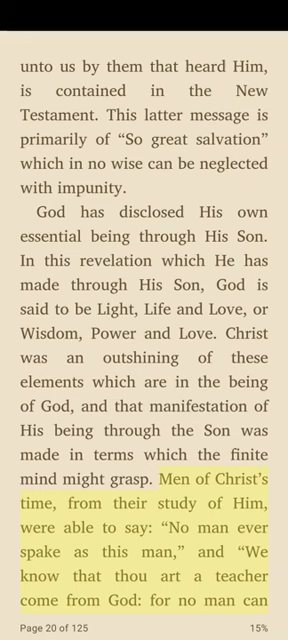 unto us by them that heard Him,
is contained in the New
Testament. This latter message is
primarily of “So great salvation”
which in no wise can be neglected
with impunity.
God has disclosed His own
essential being through His Son.
In this revelation which He has
made through His Son, God is
said to be Light, Life and Love, or
Wisdom, Power and Love. Christ
was an outshining of these
elements which are in the being
of God, and that manifestation of
His being through the Son was
made in terms which the finite
mind might grasp. Men of Christ’s
time, from their study of Him,
were able to say: “No man ever
spake as this man,” and “We
know that thou art a teacher
come from God: for no man can
Page 20 of 125 15%